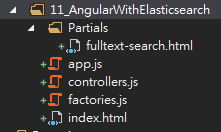 11_AngularWithElasticsearch
Partials
fulltext-search.html
app.js
controllers.js
factories.js
index.html